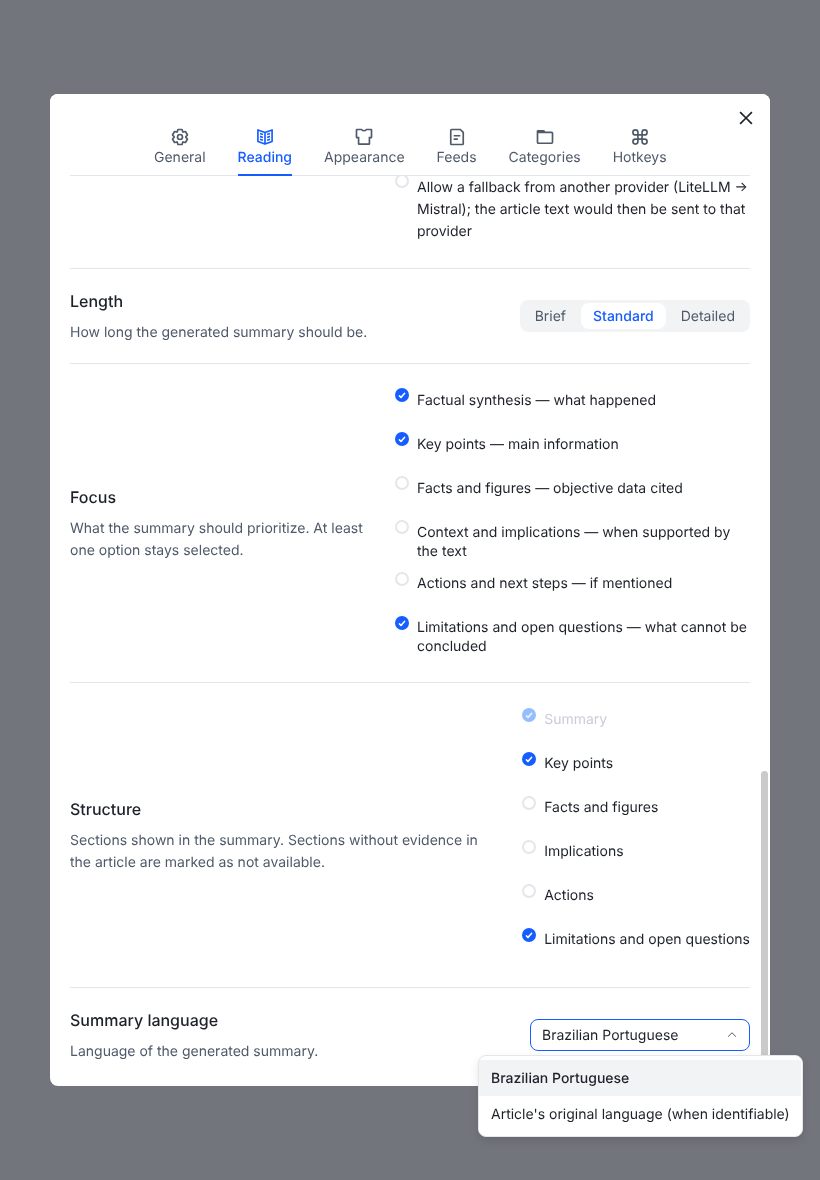 General
Reading
Appearance
Feeds
Categories
Hotkeys
Allow a fallback from another provider (LiteLLM →
Mistral); the article text would then be sent to that
provider
Length
How long the generated summary should be.
Brief
Standard
Detailed
Focus
What the summary should prioritize. At least
one option stays selected.
Factual synthesis — what happened
Key points — main information
Facts and figures — objective data cited
Context and implications — when supported by
the text
Actions and next steps — if mentioned
Limitations and open questions — what cannot be
concluded
Structure
Sections shown in the summary. Sections without evidence in
the article are marked as not available.
Summary
Key points
Facts and figures
Implications
Actions
Limitations and open questions
Summary language
Language of the generated summary.
Brazilian Portuguese
Brazilian Portuguese
Article's original language (when identifiable)